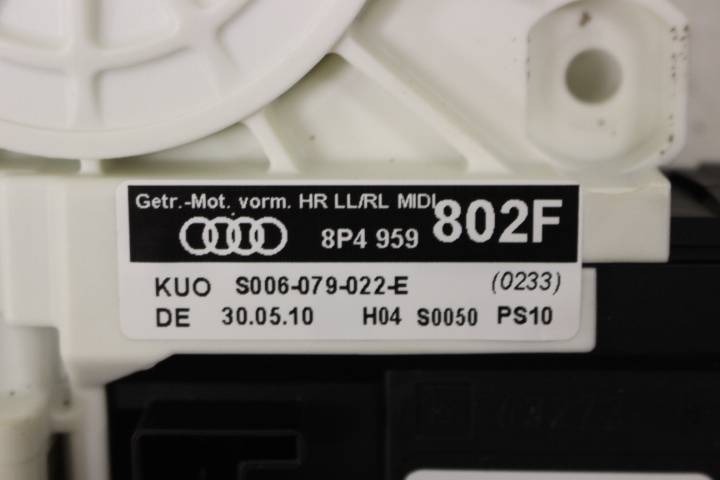 Getr.-Mot. vorm. HR LL/RL MIDI
8P4 959 802F
KUO S006-079-022-E (0233)
DE 30.05.10 H04 S0050 PS10